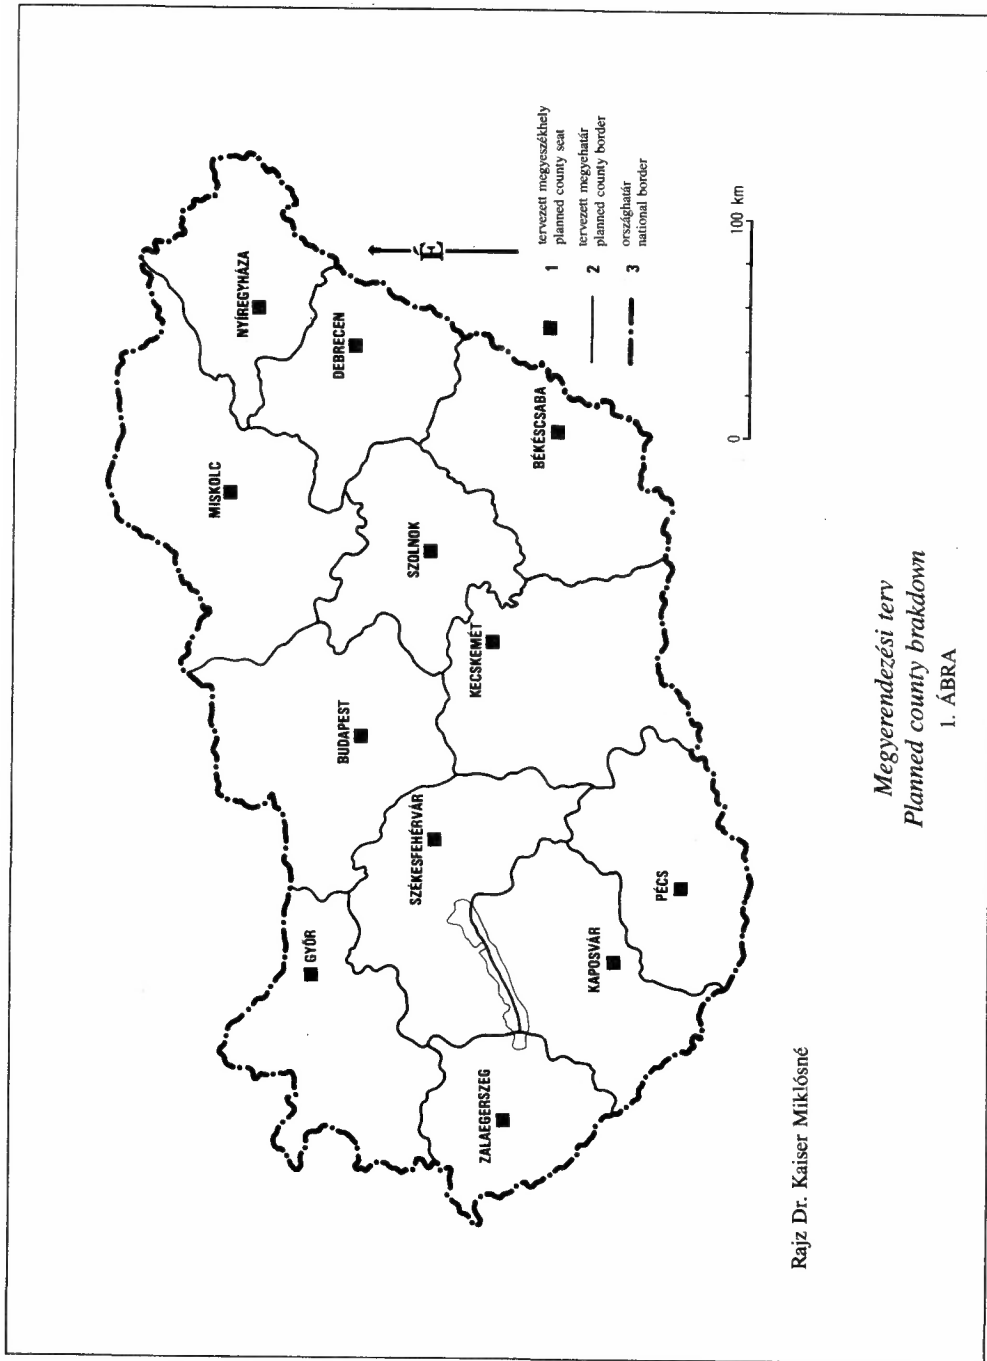 NYÍREGYHÁZA
MISKOLC
DEBRECEN
BUDAPEST
SZOLNOK
GYŐR
SZÉKESFEHÉRVÁR
KECSKEMÉT
BÉKÉSCSABA
ZALAEGERSZEG
KAPOSVÁR
PÉCS
É
1 tervezett megyeszékhely
planned county seat
2 tervezett megyehatár
planned county border
3 országhatár
national border
0 100 km
Rajz Dr. Kaiser Miklósné
Megyerendezési terv
Planned county brakdown
1. ÁBRA